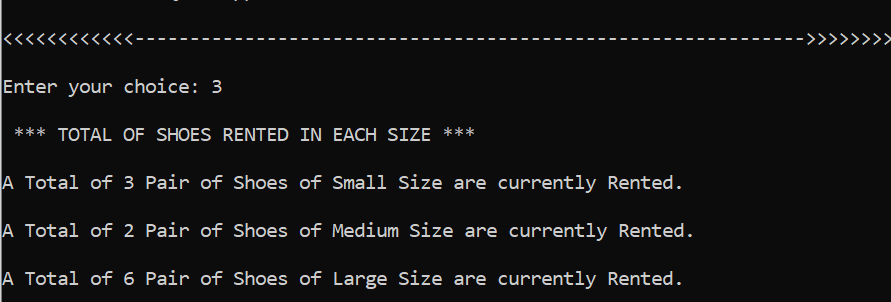 <<<<<<<<<<<<------------------------------------------------------------->>>>>>>>
Enter your choice: 3
*** TOTAL OF SHOES RENTED IN EACH SIZE ***
A Total of 3 Pair of Shoes of Small Size are currently Rented.
A Total of 2 Pair of Shoes of Medium Size are currently Rented.
A Total of 6 Pair of Shoes of Large Size are currently Rented.